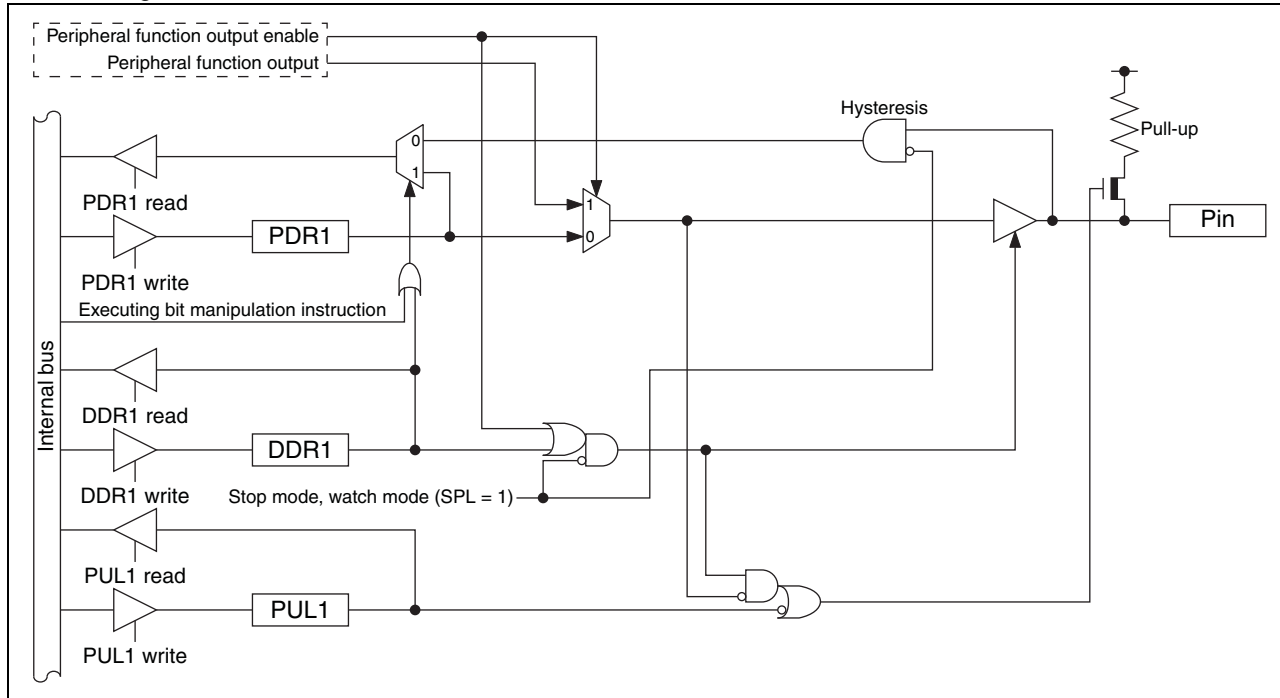 Peripheral function output enable
Peripheral function output
Hysteresis
Pull-up
0
1
PDR1 read
1
0
PDR1
Pin
PDR1 write
Executing bit manipulation instruction
Internal bus
DDR1 read
DDR1
DDR1 write
Stop mode, watch mode (SPL = 1)
PUL1 read
PUL1
PUL1 write